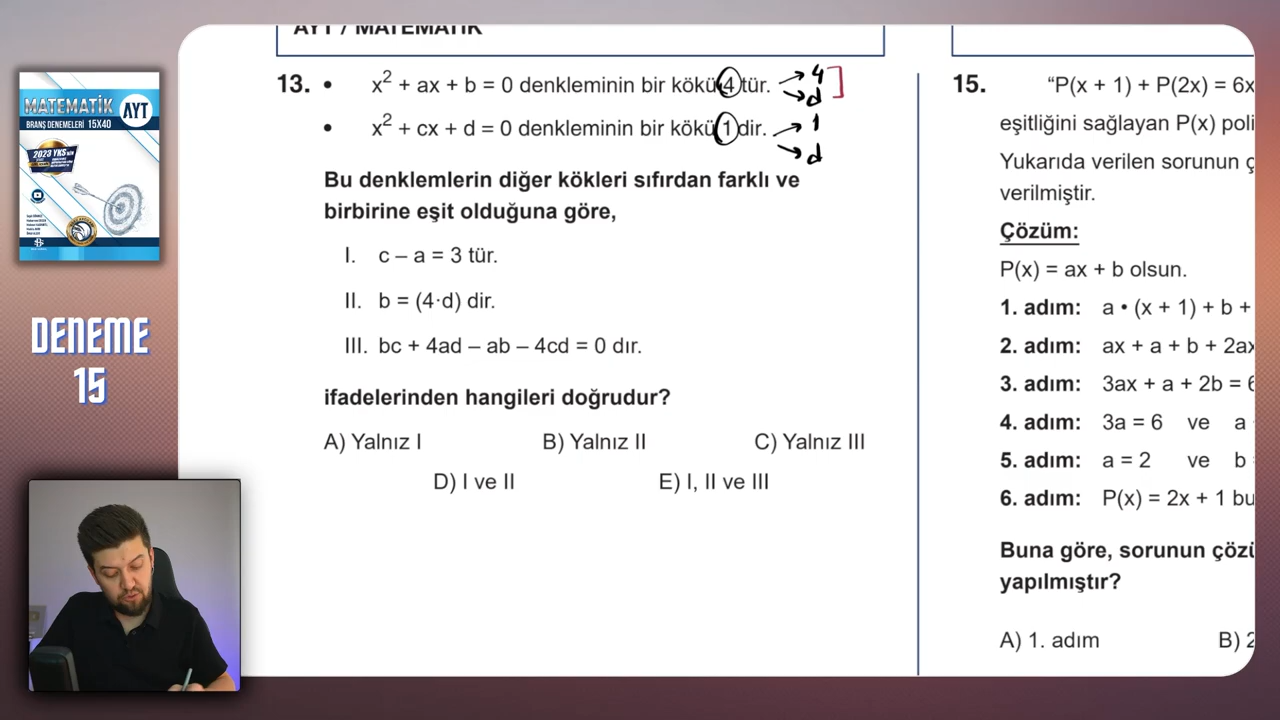 AYT / MATEMATİK
MATEMATİK AYT
BRANŞ DENEMELERİ 15X40
2023 YKS'NİN
DENEME
15
13. • x² + ax + b = 0 denkleminin bir kökü 4 tür. → 4 → d ]
• x² + cx + d = 0 denkleminin bir kökü 1 dir. → 1 → d
Bu denklemlerin diğer kökleri sıfırdan farklı ve
birbirine eşit olduğuna göre,
I. c – a = 3 tür.
II. b = (4·d) dir.
III. bc + 4ad – ab – 4cd = 0 dır.
ifadelerinden hangileri doğrudur?
A) Yalnız I B) Yalnız II C) Yalnız III
D) I ve II E) I, II ve III
15. "P(x + 1) + P(2x) = 6x
eşitliğini sağlayan P(x) poli
Yukarıda verilen sorunun ç
verilmiştir.
Çözüm:
P(x) = ax + b olsun.
1. adım: a • (x + 1) + b +
2. adım: ax + a + b + 2ax
3. adım: 3ax + a + 2b = 6
4. adım: 3a = 6 ve a
5. adım: a = 2 ve b
6. adım: P(x) = 2x + 1 bu
Buna göre, sorunun çözü
yapılmıştır?
A) 1. adım B) 2